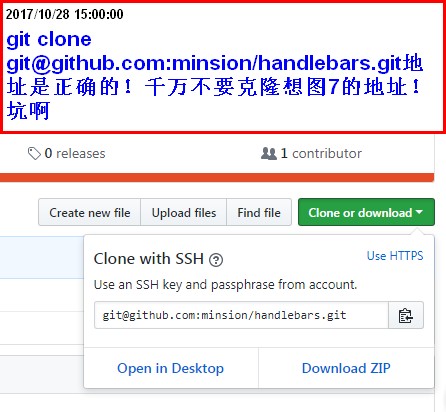 2017/10/28 15:00:00
git clone
git@github.com:minsion/handlebars.git地
址是正确的！千万不要克隆想图7的地址！
坑啊
0 releases
1 contributor
Create new file
Upload files
Find file
Clone or download
Clone with SSH
Use HTTPS
Use an SSH key and passphrase from account.
git@github.com:minsion/handlebars.git
Open in Desktop
Download ZIP